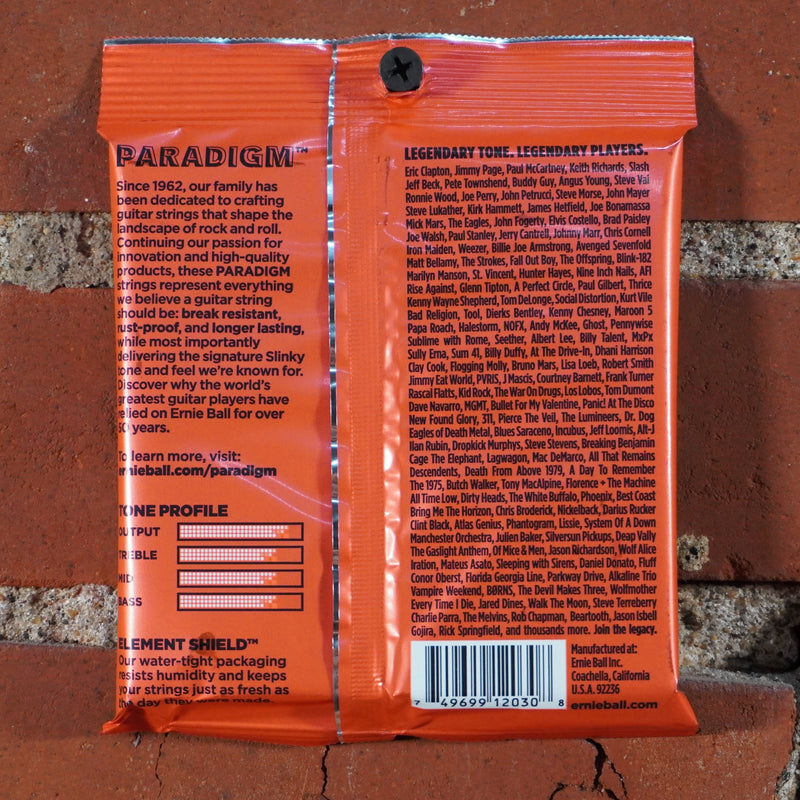 PARADIGM™
Since 1962, our family has
been dedicated to crafting
guitar strings that shape the
landscape of rock and roll.
Continuing our passion for
innovation and high-quality
products, these PARADIGM
strings represent everything
we believe a guitar string
should be: break resistant,
rust-proof, and longer lasting,
while most importantly
delivering the signature Slinky
tone and feel we're known for.
Discover why the world's
greatest guitar players have
relied on Ernie Ball for over
50 years.
To learn more, visit:
ernieball.com/paradigm
TONE PROFILE
OUTPUT
TREBLE
MID
BASS
ELEMENT SHIELD™
Our water-tight packaging
resists humidity and keeps
your strings just as fresh as
the day they were made.
LEGENDARY TONE. LEGENDARY PLAYERS.
Eric Clapton, Jimmy Page, Paul McCartney, Keith Richards, Slash
Jeff Beck, Pete Townshend, Buddy Guy, Angus Young, Steve Vai
Ronnie Wood, Joe Perry, John Petrucci, Steve Morse, John Mayer
Steve Lukather, Kirk Hammett, James Hetfield, Joe Bonamassa
Mick Mars, The Eagles, John Fogerty, Elvis Costello, Brad Paisley
Joe Walsh, Paul Stanley, Jerry Cantrell, Johnny Marr, Chris Cornell
Iron Maiden, Weezer, Billie Joe Armstrong, Avenged Sevenfold
Matt Bellamy, The Strokes, Fall Out Boy, The Offspring, Blink-182
Marilyn Manson, St. Vincent, Hunter Hayes, Nine Inch Nails, AFI
Rise Against, Glenn Tipton, A Perfect Circle, Paul Gilbert, Thrice
Kenny Wayne Shepherd, Tom DeLonge, Social Distortion, Kurt Vile
Bad Religion, Tool, Dierks Bentley, Kenny Chesney, Maroon 5
Papa Roach, Halestorm, NOFX, Andy McKee, Ghost, Pennywise
Sublime with Rome, Seether, Albert Lee, Billy Talent, MxPx
Sully Erna, Sum 41, Billy Duffy, At The Drive-In, Dhani Harrison
Clay Cook, Flogging Molly, Bruno Mars, Lisa Loeb, Robert Smith
Jimmy Eat World, PVRIS, J Mascis, Courtney Barnett, Frank Turner
Rascal Flatts, Kid Rock, The War On Drugs, Los Lobos, Tom Dumont
Dave Navarro, MGMT, Bullet For My Valentine, Panic! At The Disco
New Found Glory, 311, Pierce The Veil, The Lumineers, Dr. Dog
Eagles of Death Metal, Blues Saraceno, Incubus, Jeff Loomis, Alt-J
Ilan Rubin, Dropkick Murphys, Steve Stevens, Breaking Benjamin
Cage The Elephant, Lagwagon, Mac DeMarco, All That Remains
Descendents, Death From Above 1979, A Day To Remember
The 1975, Butch Walker, Tony MacAlpine, Florence + The Machine
All Time Low, Dirty Heads, The White Buffalo, Phoenix, Best Coast
Bring Me The Horizon, Chris Broderick, Nickelback, Darius Rucker
Clint Black, Atlas Genius, Phantogram, Lissie, System Of A Down
Manchester Orchestra, Julien Baker, Silversun Pickups, Deap Vally
The Gaslight Anthem, Of Mice & Men, Jason Richardson, Wolf Alice
Iration, Mateus Asato, Sleeping with Sirens, Daniel Donato, Fluff
Conor Oberst, Florida Georgia Line, Parkway Drive, Alkaline Trio
Vampire Weekend, BØRNS, The Devil Makes Three, Wolfmother
Every Time I Die, Jared Dines, Walk The Moon, Steve Terreberry
Charlie Parra, The Melvins, Rob Chapman, Beartooth, Jason Isbell
Gojira, Rick Springfield, and thousands more. Join the legacy.
7 49699 12030 8
Manufactured at:
Ernie Ball Inc.
Coachella, California
U.S.A. 92236
ernieball.com